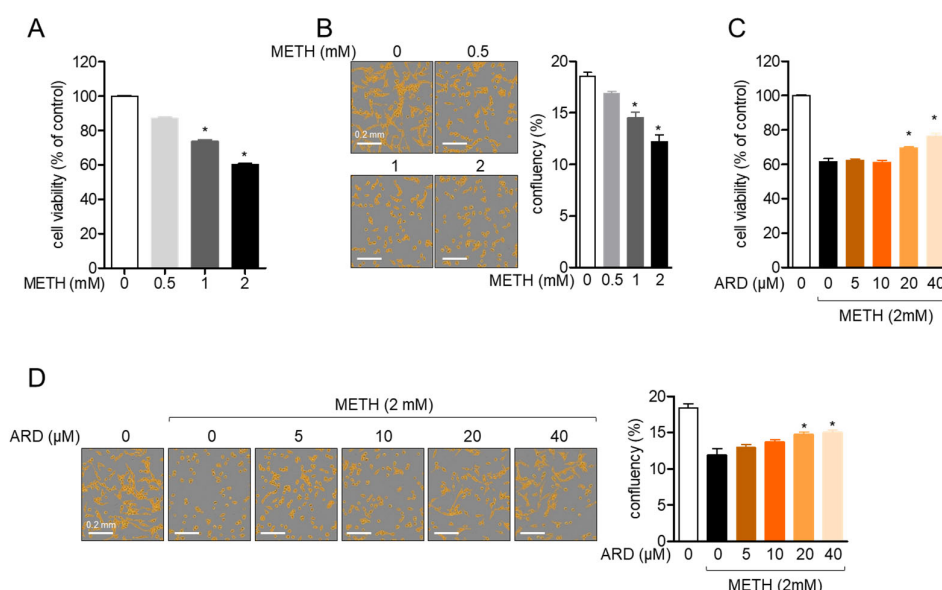 A
120
100
80
60
40
20
0
cell viability (% of control)
*
*
METH (mM)
0 0.5 1 2
B
METH (mM)
0 0.5
0.2 mm
1 2
20
15
10
5
0
confluency (%)
*
*
METH (mM)
0 0.5 1 2
C
120
100
80
60
40
20
0
cell viability (% of control)
*
*
ARD (µM)
0 0 5 10 20 40
METH (2mM)
D
METH (2 mM)
ARD (µM)
0 0 5 10 20 40
0.2 mm
20
15
10
5
0
confluency (%)
* *
ARD (µM)
0 0 5 10 20 40
METH (2mM)